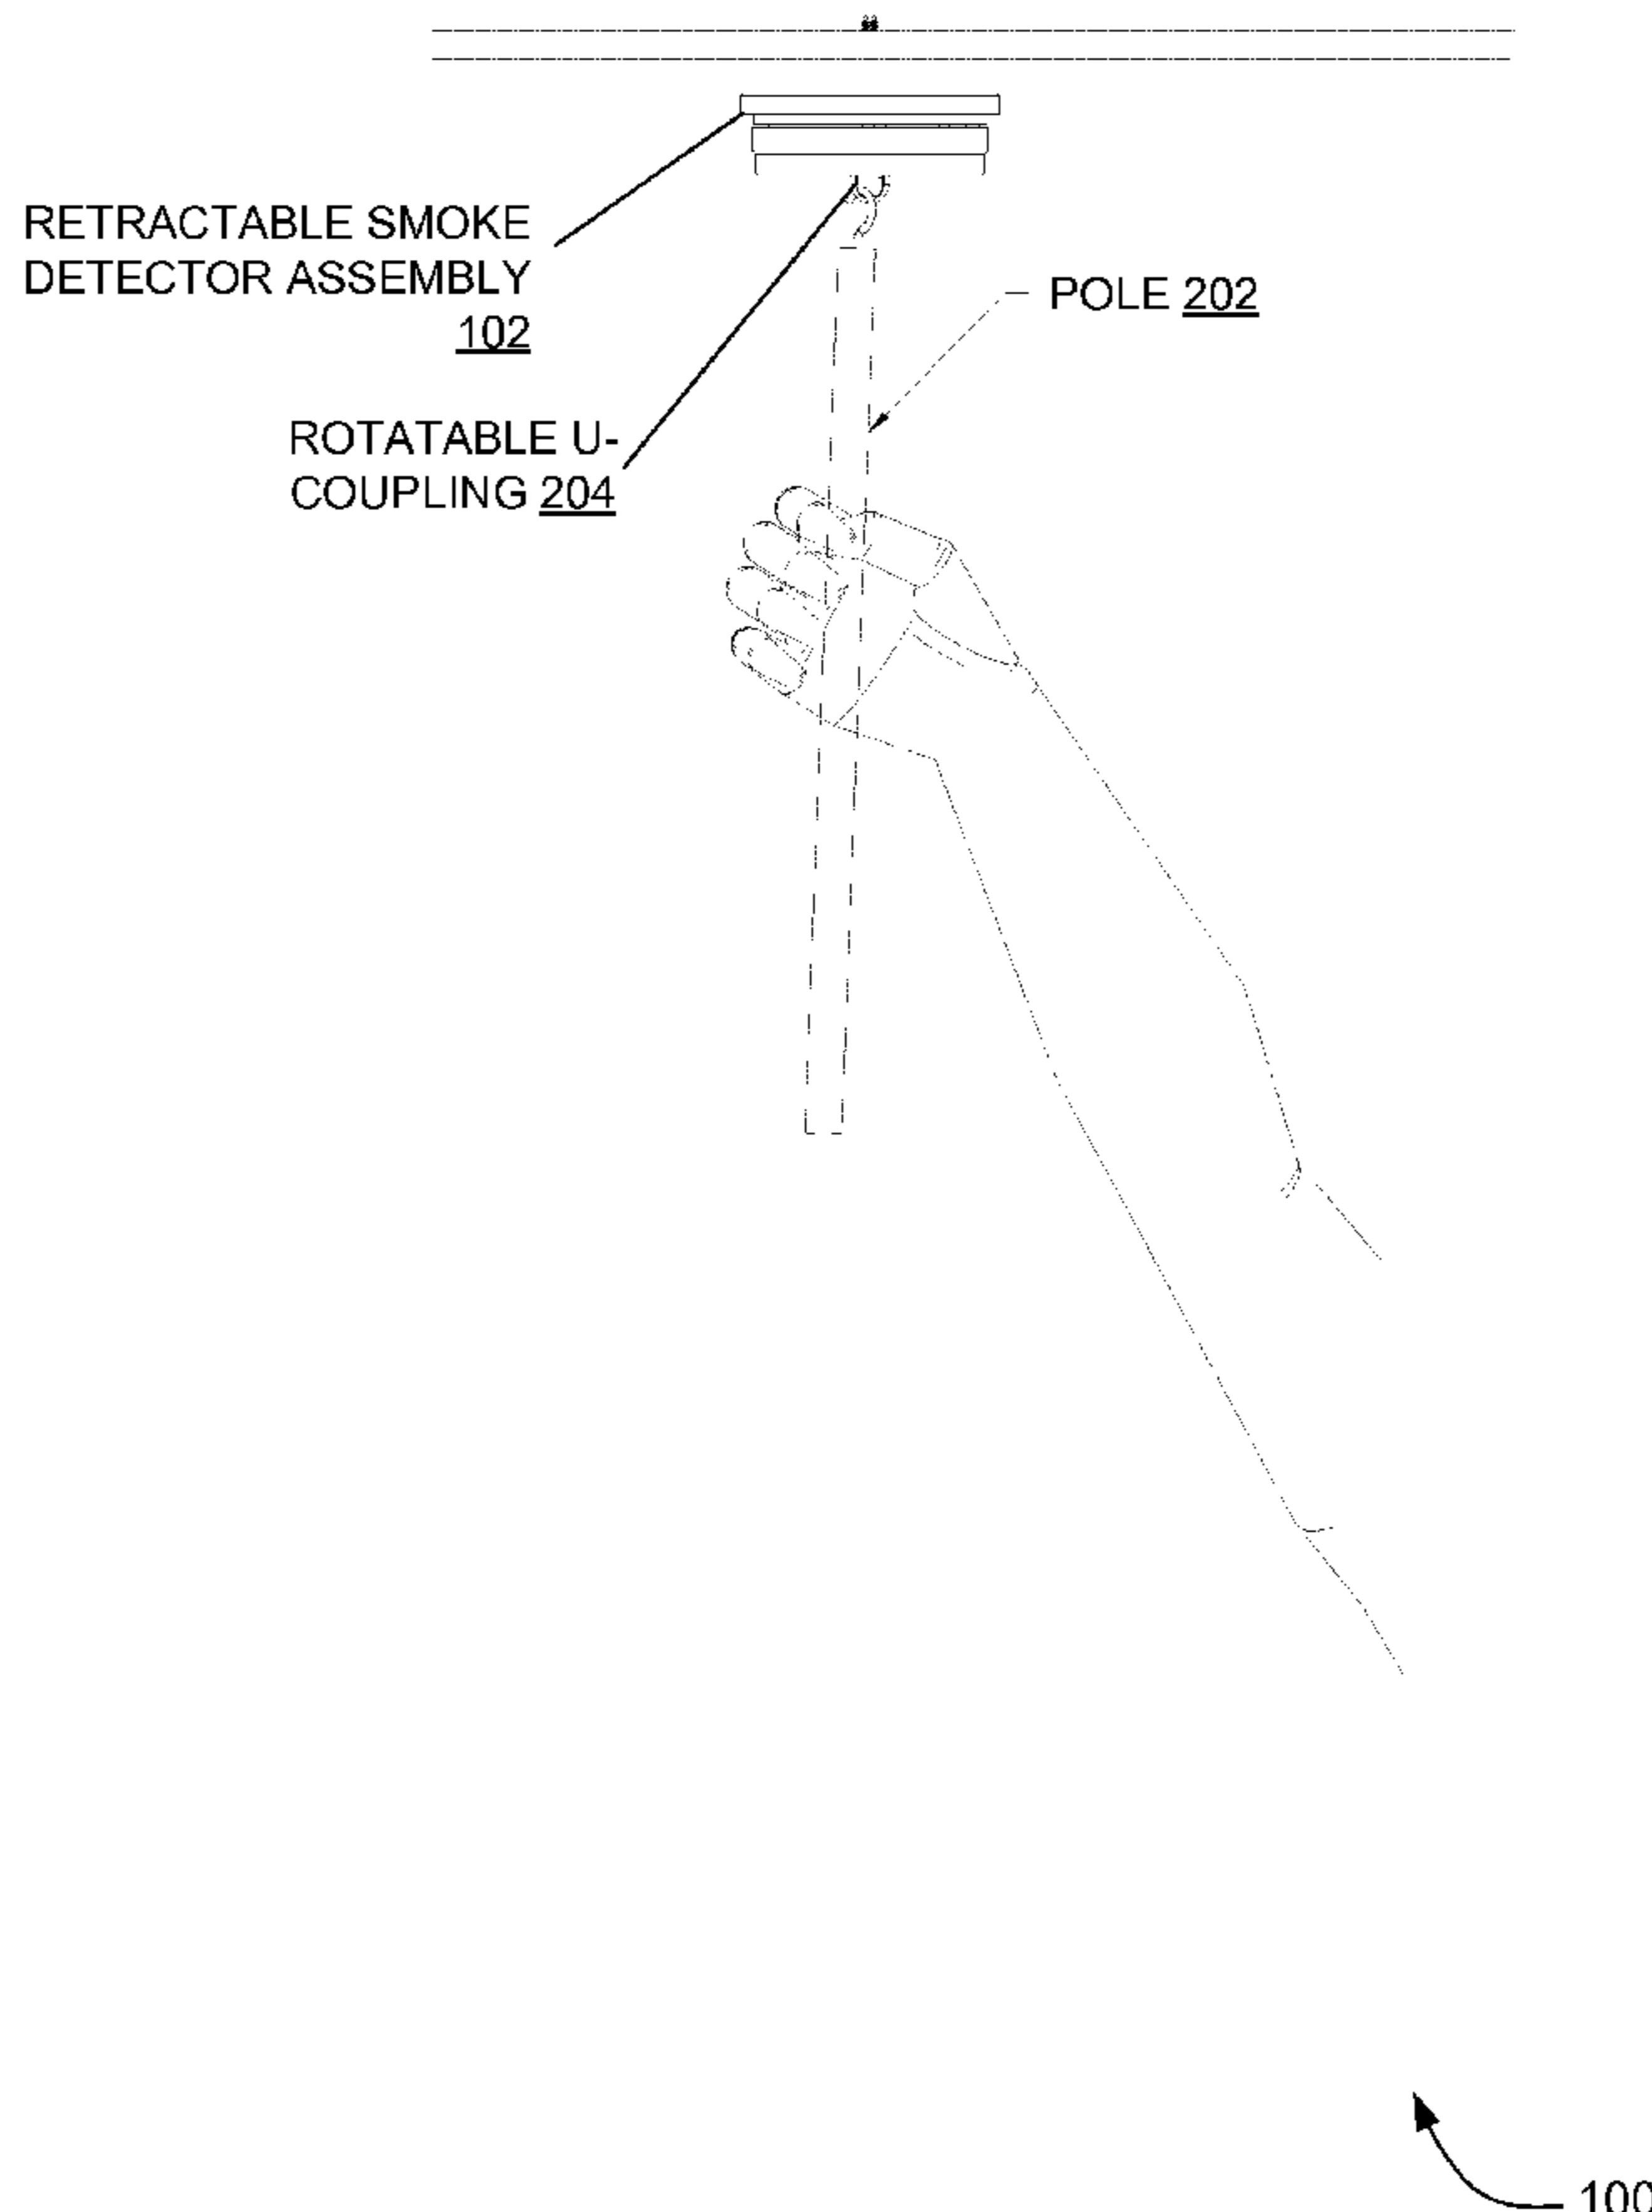 RETRACTABLE SMOKE
DETECTOR ASSEMBLY
102
POLE 202
ROTATABLE U-
COUPLING 204
100